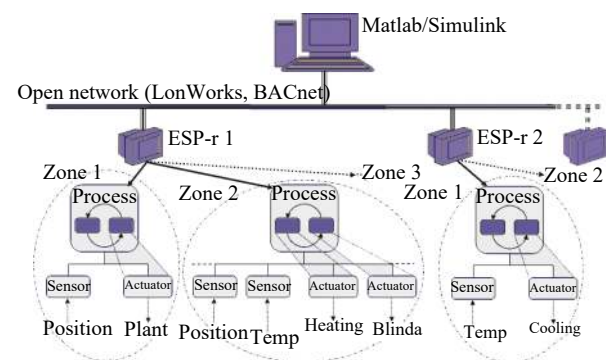 Matlab/Simulink
Open network (LonWorks, BACnet)
ESP-r 1
ESP-r 2
Zone 1
Zone 2
Zone 3
Zone 1
Zone 2
Process
Process
Process
Sensor
Actuator
Sensor
Sensor
Actuator
Actuator
Sensor
Actuator
Position
Plant
Position
Temp
Heating
Blinda
Temp
Cooling